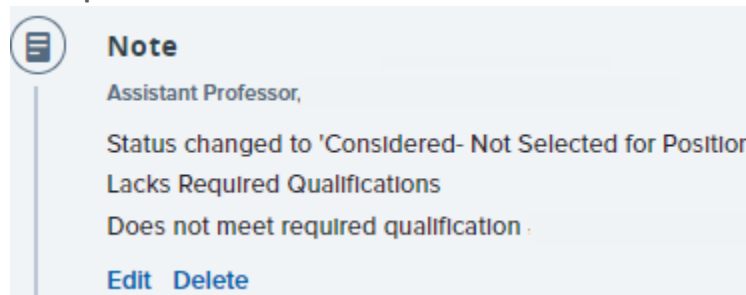 Note
Assistant Professor,
Status changed to 'Considered- Not Selected for Position
Lacks Required Qualifications
Does not meet required qualification
Edit Delete